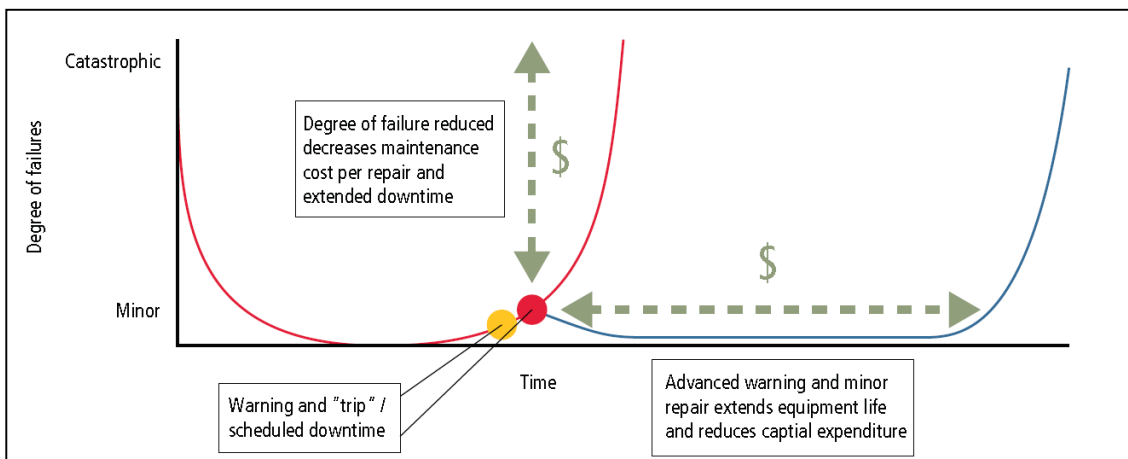 Catastrophic
Degree of failures
Minor
Degree of failure reduced
decreases maintenance
cost per repair and
extended downtime
$
$
Time
Warning and "trip" /
scheduled downtime
Advanced warning and minor
repair extends equipment life
and reduces captial expenditure